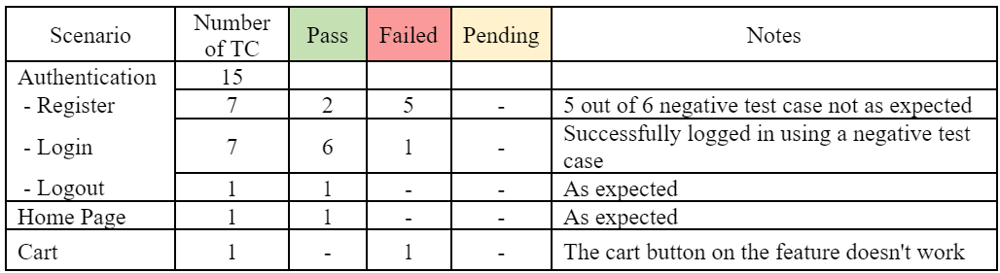 Scenario Number of TC Pass Failed Pending Notes
Authentication 15
- Register 7 2 5 - 5 out of 6 negative test case not as expected
- Login 7 6 1 - Successfully logged in using a negative test case
- Logout 1 1 - - As expected
Home Page 1 1 - - As expected
Cart 1 - 1 - The cart button on the feature doesn't work